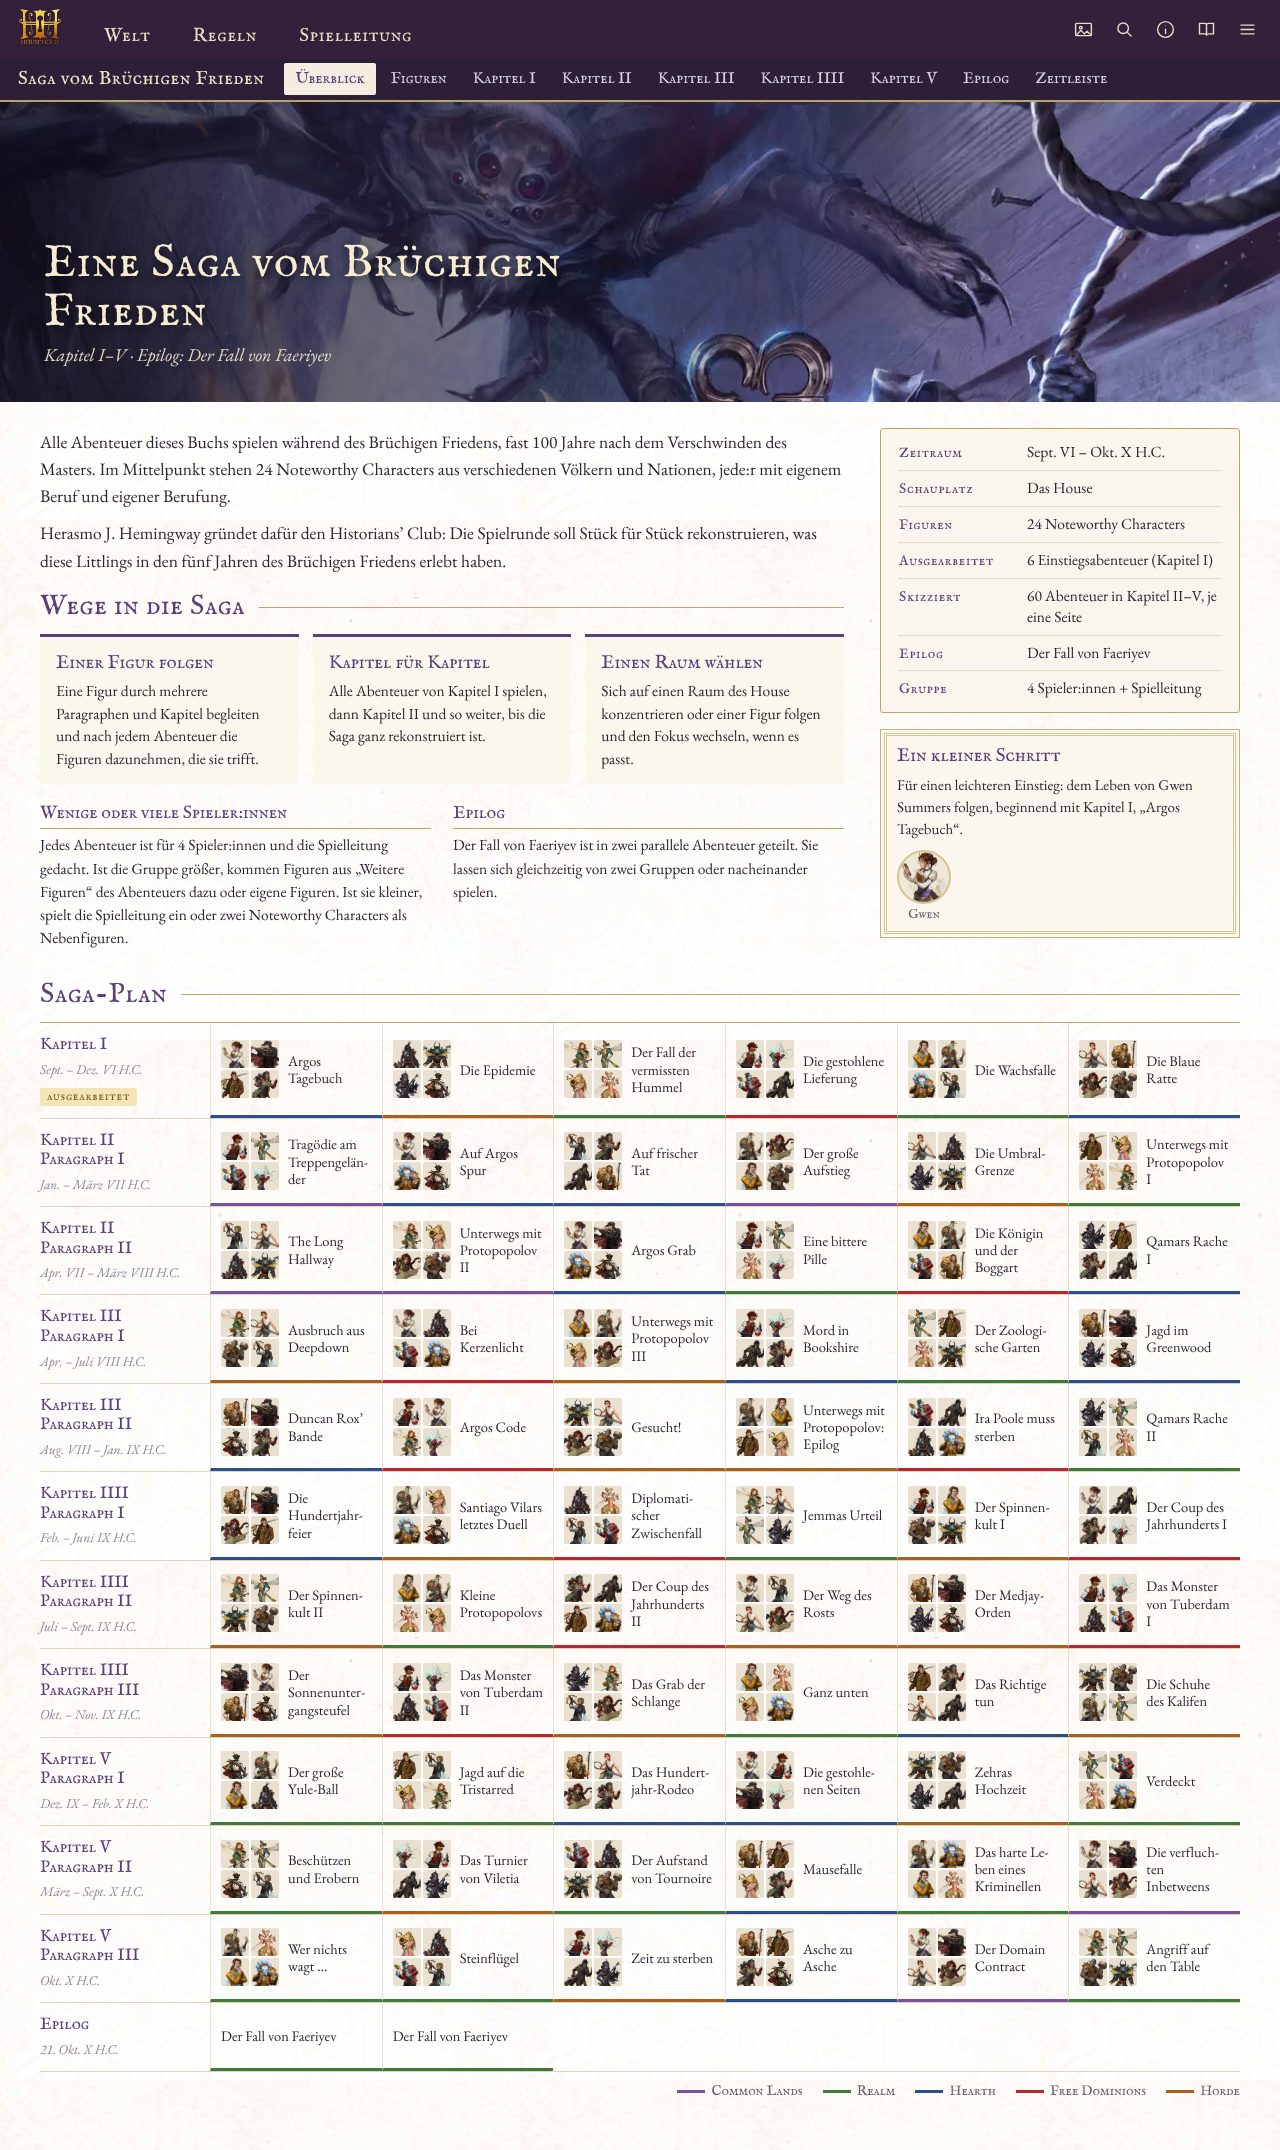 HOUSEHOLD
Welt Regeln Spielleitung
Saga vom Brüchigen Frieden Überblick Figuren Kapitel I Kapitel II Kapitel III Kapitel IIII Kapitel V Epilog Zeitleiste
Eine Saga vom Brüchigen
Frieden
Kapitel I–V · Epilog: Der Fall von Faeriyev
Alle Abenteuer dieses Buchs spielen während des Brüchigen Friedens, fast 100 Jahre nach dem Verschwinden des
Masters. Im Mittelpunkt stehen 24 Noteworthy Characters aus verschiedenen Völkern und Nationen, jede:r mit eigenem
Beruf und eigener Berufung.
Herasmo J. Hemingway gründet dafür den Historians’ Club: Die Spielrunde soll Stück für Stück rekonstruieren, was
diese Littlings in den fünf Jahren des Brüchigen Friedens erlebt haben.
Wege in die Saga
Einer Figur folgen
Eine Figur durch mehrere
Paragraphen und Kapitel begleiten
und nach jedem Abenteuer die
Figuren dazunehmen, die sie trifft.
Kapitel für Kapitel
Alle Abenteuer von Kapitel I spielen,
dann Kapitel II und so weiter, bis die
Saga ganz rekonstruiert ist.
Einen Raum wählen
Sich auf einen Raum des House
konzentrieren oder einer Figur folgen
und den Fokus wechseln, wenn es
passt.
Wenige oder viele Spieler:innen
Jedes Abenteuer ist für 4 Spieler:innen und die Spielleitung
gedacht. Ist die Gruppe größer, kommen Figuren aus „Weitere
Figuren“ des Abenteuers dazu oder eigene Figuren. Ist sie kleiner,
spielt die Spielleitung ein oder zwei Noteworthy Characters als
Nebenfiguren.
Epilog
Der Fall von Faeriyev ist in zwei parallele Abenteuer geteilt. Sie
lassen sich gleichzeitig von zwei Gruppen oder nacheinander
spielen.
Zeitraum Sept. VI – Okt. X H.C.
Schauplatz Das House
Figuren 24 Noteworthy Characters
Ausgearbeitet 6 Einstiegsabenteuer (Kapitel I)
Skizziert 60 Abenteuer in Kapitel II–V, je
eine Seite
Epilog Der Fall von Faeriyev
Gruppe 4 Spieler:innen + Spielleitung
Ein kleiner Schritt
Für einen leichteren Einstieg: dem Leben von Gwen
Summers folgen, beginnend mit Kapitel I, „Argos
Tagebuch“.
Gwen
Saga-Plan
Kapitel I
Sept. – Dez. VI H.C.
ausgearbeitet
Argos
Tagebuch
Die Epidemie
Der Fall der
vermissten
Hummel
Die gestohlene
Lieferung
Die Wachsfalle
Die Blaue
Ratte
Kapitel II
Paragraph I
Jan. – März VII H.C.
Tragödie am
Treppengelän-
der
Auf Argos
Spur
Auf frischer
Tat
Der große
Aufstieg
Die Umbral-
Grenze
Unterwegs mit
Protopopolov
I
Kapitel II
Paragraph II
Apr. VII – März VIII H.C.
The Long
Hallway
Unterwegs mit
Protopopolov
II
Argos Grab
Eine bittere
Pille
Die Königin
und der
Boggart
Qamars Rache
I
Kapitel III
Paragraph I
Apr. – Juli VIII H.C.
Ausbruch aus
Deepdown
Bei
Kerzenlicht
Unterwegs mit
Protopopolov
III
Mord in
Bookshire
Der Zoologi-
sche Garten
Jagd im
Greenwood
Kapitel III
Paragraph II
Aug. VIII – Jan. IX H.C.
Duncan Rox’
Bande
Argos Code
Gesucht!
Unterwegs mit
Protopopolov:
Epilog
Ira Poole muss
sterben
Qamars Rache
II
Kapitel IIII
Paragraph I
Feb. – Juni IX H.C.
Die
Hundertjahr-
feier
Santiago Vilars
letztes Duell
Diplomati-
scher
Zwischenfall
Jemmas Urteil
Der Spinnen-
kult I
Der Coup des
Jahrhunderts I
Kapitel IIII
Paragraph II
Juli – Sept. IX H.C.
Der Spinnen-
kult II
Kleine
Protopopolovs
Der Coup des
Jahrhunderts
II
Der Weg des
Rosts
Der Medjay-
Orden
Das Monster
von Tuberdam
I
Kapitel IIII
Paragraph III
Okt. – Nov. IX H.C.
Der
Sonnenunter-
gangsteufel
Das Monster
von Tuberdam
II
Das Grab der
Schlange
Ganz unten
Das Richtige
tun
Die Schuhe
des Kalifen
Kapitel V
Paragraph I
Dez. IX – Feb. X H.C.
Der große
Yule-Ball
Jagd auf die
Tristarred
Das Hundert-
jahr-Rodeo
Die gestohle-
nen Seiten
Zehras
Hochzeit
Verdeckt
Kapitel V
Paragraph II
März – Sept. X H.C.
Beschützen
und Erobern
Das Turnier
von Viletia
Der Aufstand
von Tournoire
Mausefalle
Das harte Le-
ben eines
Kriminellen
Die verfluch-
ten
Inbetweens
Kapitel V
Paragraph III
Okt. X H.C.
Wer nichts
wagt …
Steinflügel
Zeit zu sterben
Asche zu
Asche
Der Domain
Contract
Angriff auf
den Table
Epilog
21. Okt. X H.C.
Der Fall von Faeriyev
Der Fall von Faeriyev
Common Lands Realm Hearth Free Dominions Horde